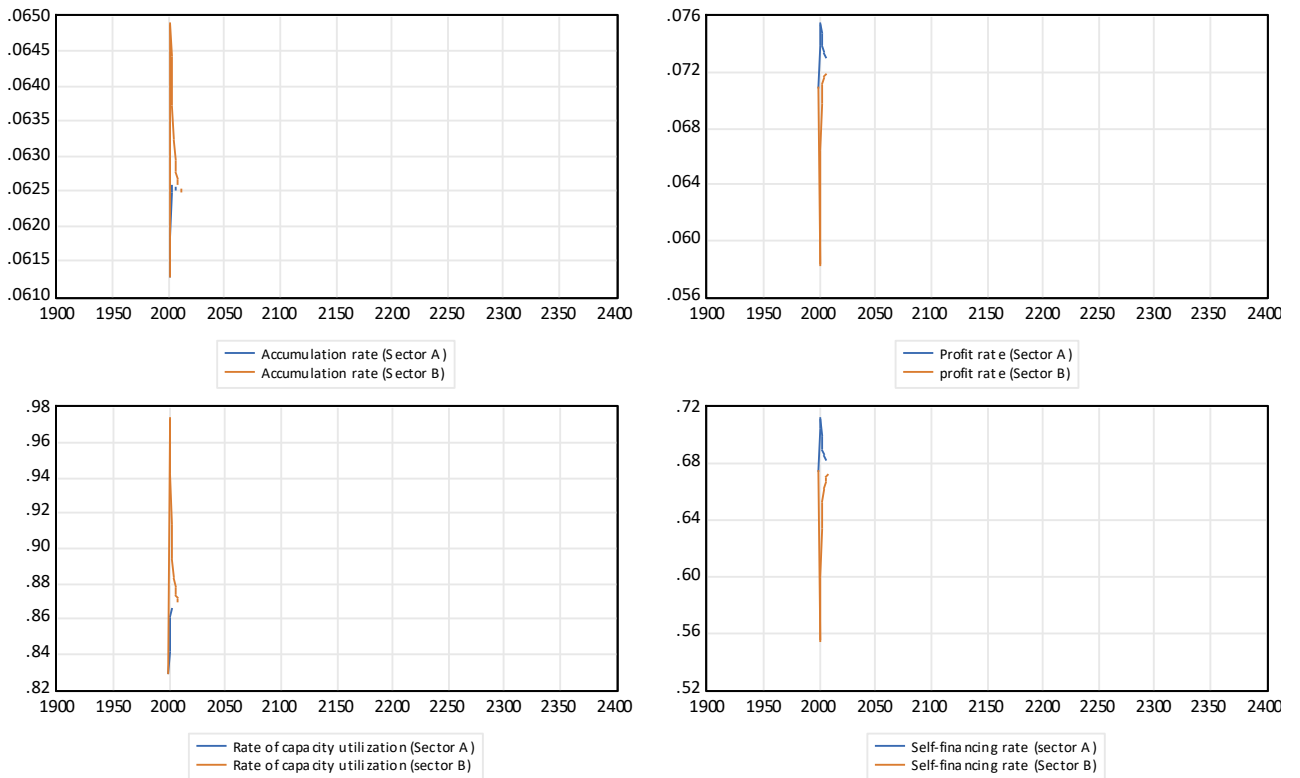 .0650
.0645
.0640
.0635
.0630
.0625
.0620
.0615
.0610
1900 1950 2000 2050 2100 2150 2200 2250 2300 2350 2400
Accumulation rate (Sector A)
Accumulation rate (Sector B)
.076
.072
.068
.064
.060
.056
1900 1950 2000 2050 2100 2150 2200 2250 2300 2350 2400
Profit rate (Sector A)
profit rate (Sector B)
.98
.96
.94
.92
.90
.88
.86
.84
.82
1900 1950 2000 2050 2100 2150 2200 2250 2300 2350 2400
Rate of capacity utilization (Sector A)
Rate of capacity utilization (sector B)
.72
.68
.64
.60
.56
.52
1900 1950 2000 2050 2100 2150 2200 2250 2300 2350 2400
Self-financing rate (sector A)
Self-financing rate (Sector B)